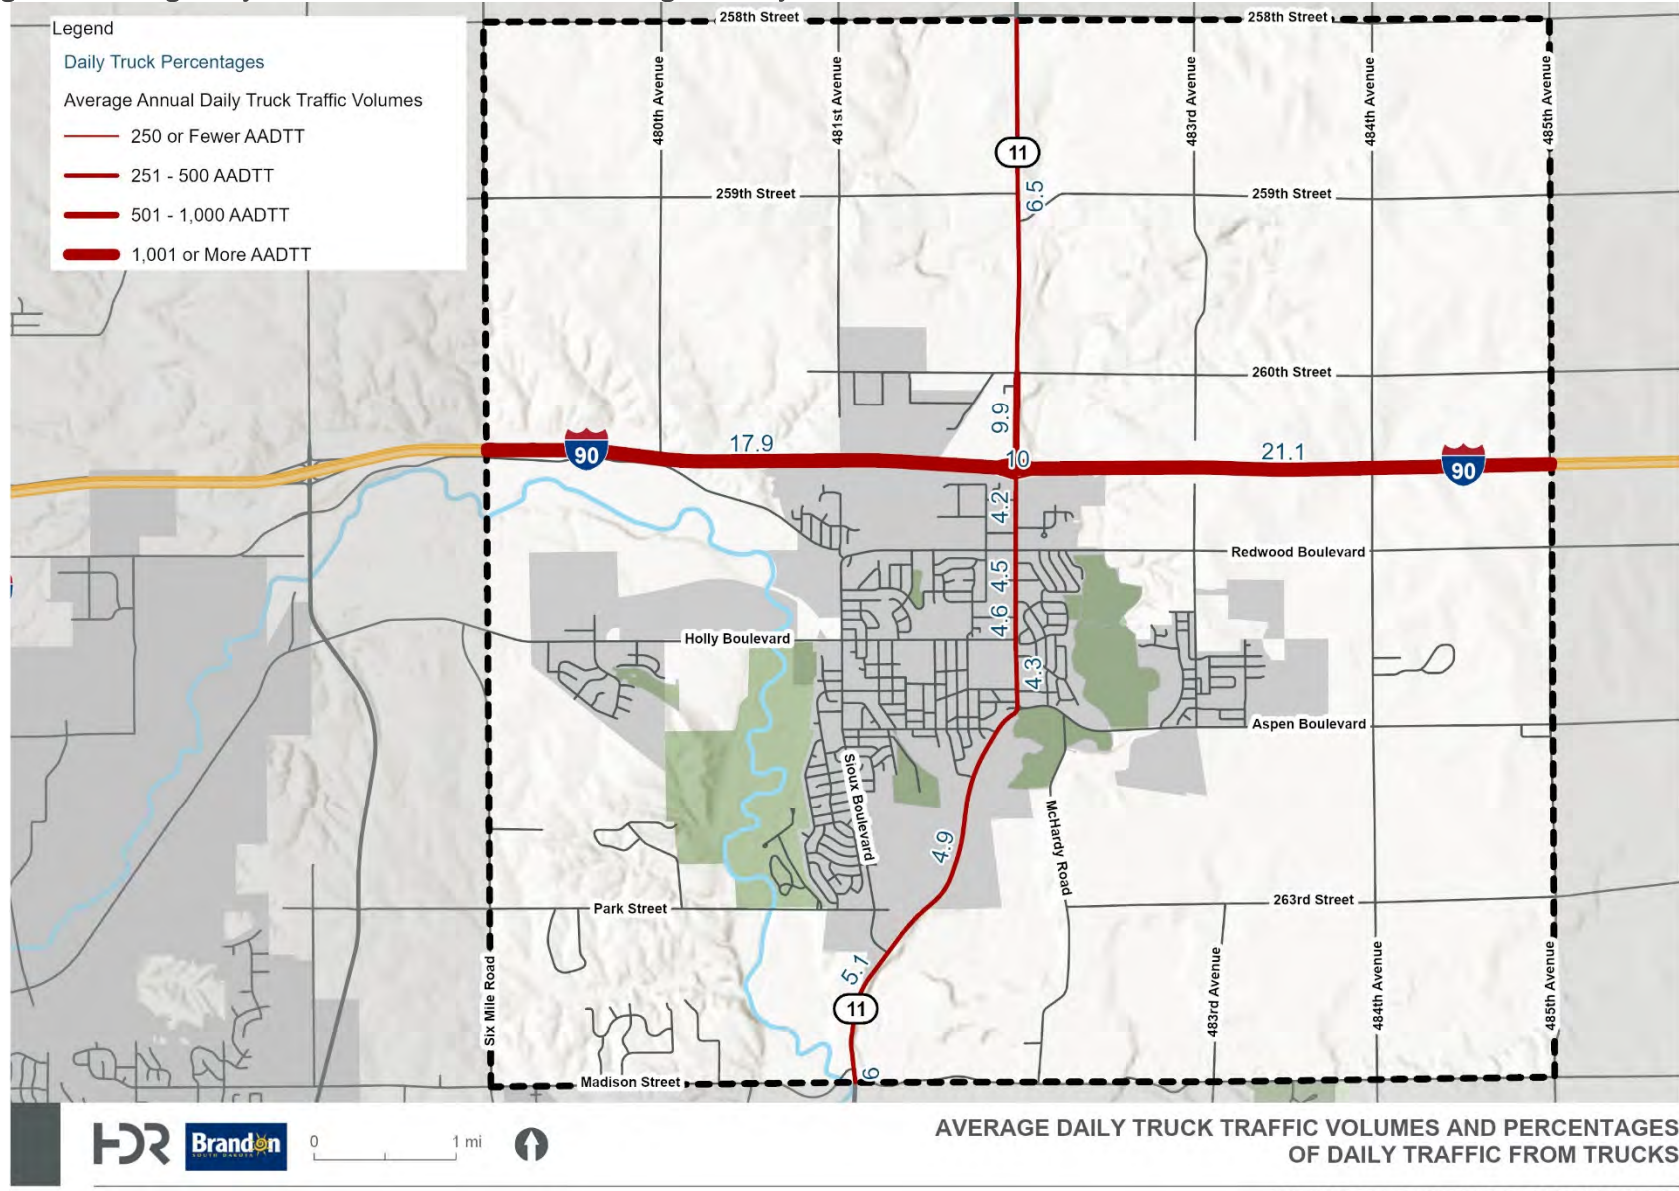 Legend
Daily Truck Percentages
Average Annual Daily Truck Traffic Volumes
250 or Fewer AADTT
251 - 500 AADTT
501 - 1,000 AADTT
1,001 or More AADTT
258th Street
258th Street
480th Avenue
481st Avenue
483rd Avenue
484th Avenue
485th Avenue
11
6.5
259th Street
259th Street
260th Street
9.9
90
17.9
10
21.1
90
4.2
Redwood Boulevard
4.5
4.6
Holly Boulevard
4.3
Aspen Boulevard
Sioux Boulevard
McHardy Road
4.9
263rd Street
Park Street
Six Mile Road
5.1
11
483rd Avenue
484th Avenue
485th Avenue
6
Madison Street
HDR
Brandon
SOUTH DAKOTA
0 1 mi
AVERAGE DAILY TRUCK TRAFFIC VOLUMES AND PERCENTAGES
OF DAILY TRAFFIC FROM TRUCKS